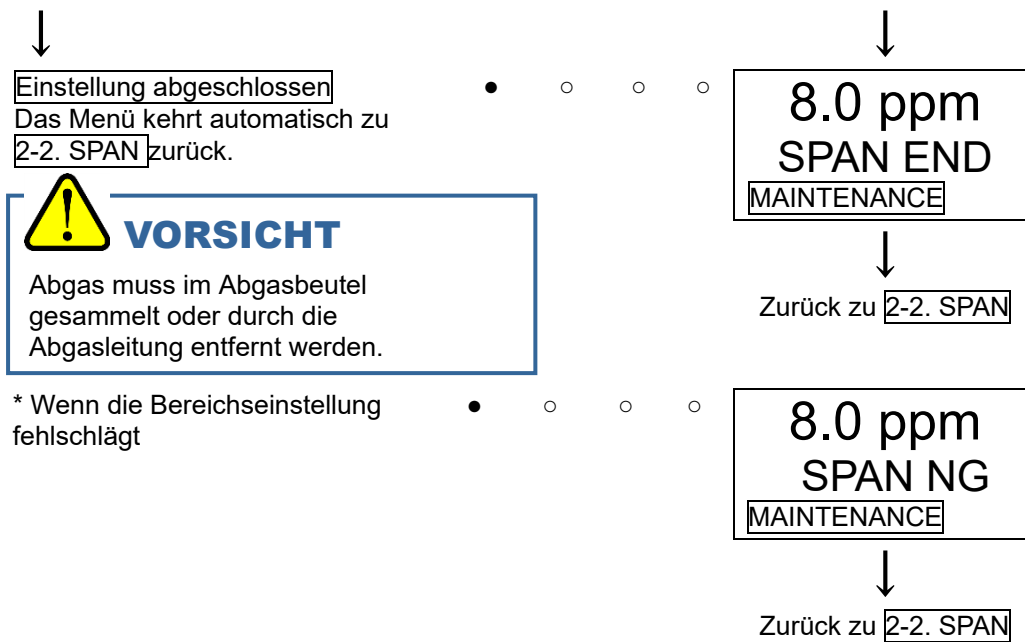 Einstellung abgeschlossen
Das Menü kehrt automatisch zu
2-2. SPAN zurück.
8.0 ppm
SPAN END
MAINTENANCE
VORSICHT
Abgas muss im Abgasbeutel
gesammelt oder durch die
Abgasleitung entfernt werden.
Zurück zu 2-2. SPAN
* Wenn die Bereichseinstellung
fehlschlägt
8.0 ppm
SPAN NG
MAINTENANCE
Zurück zu 2-2. SPAN